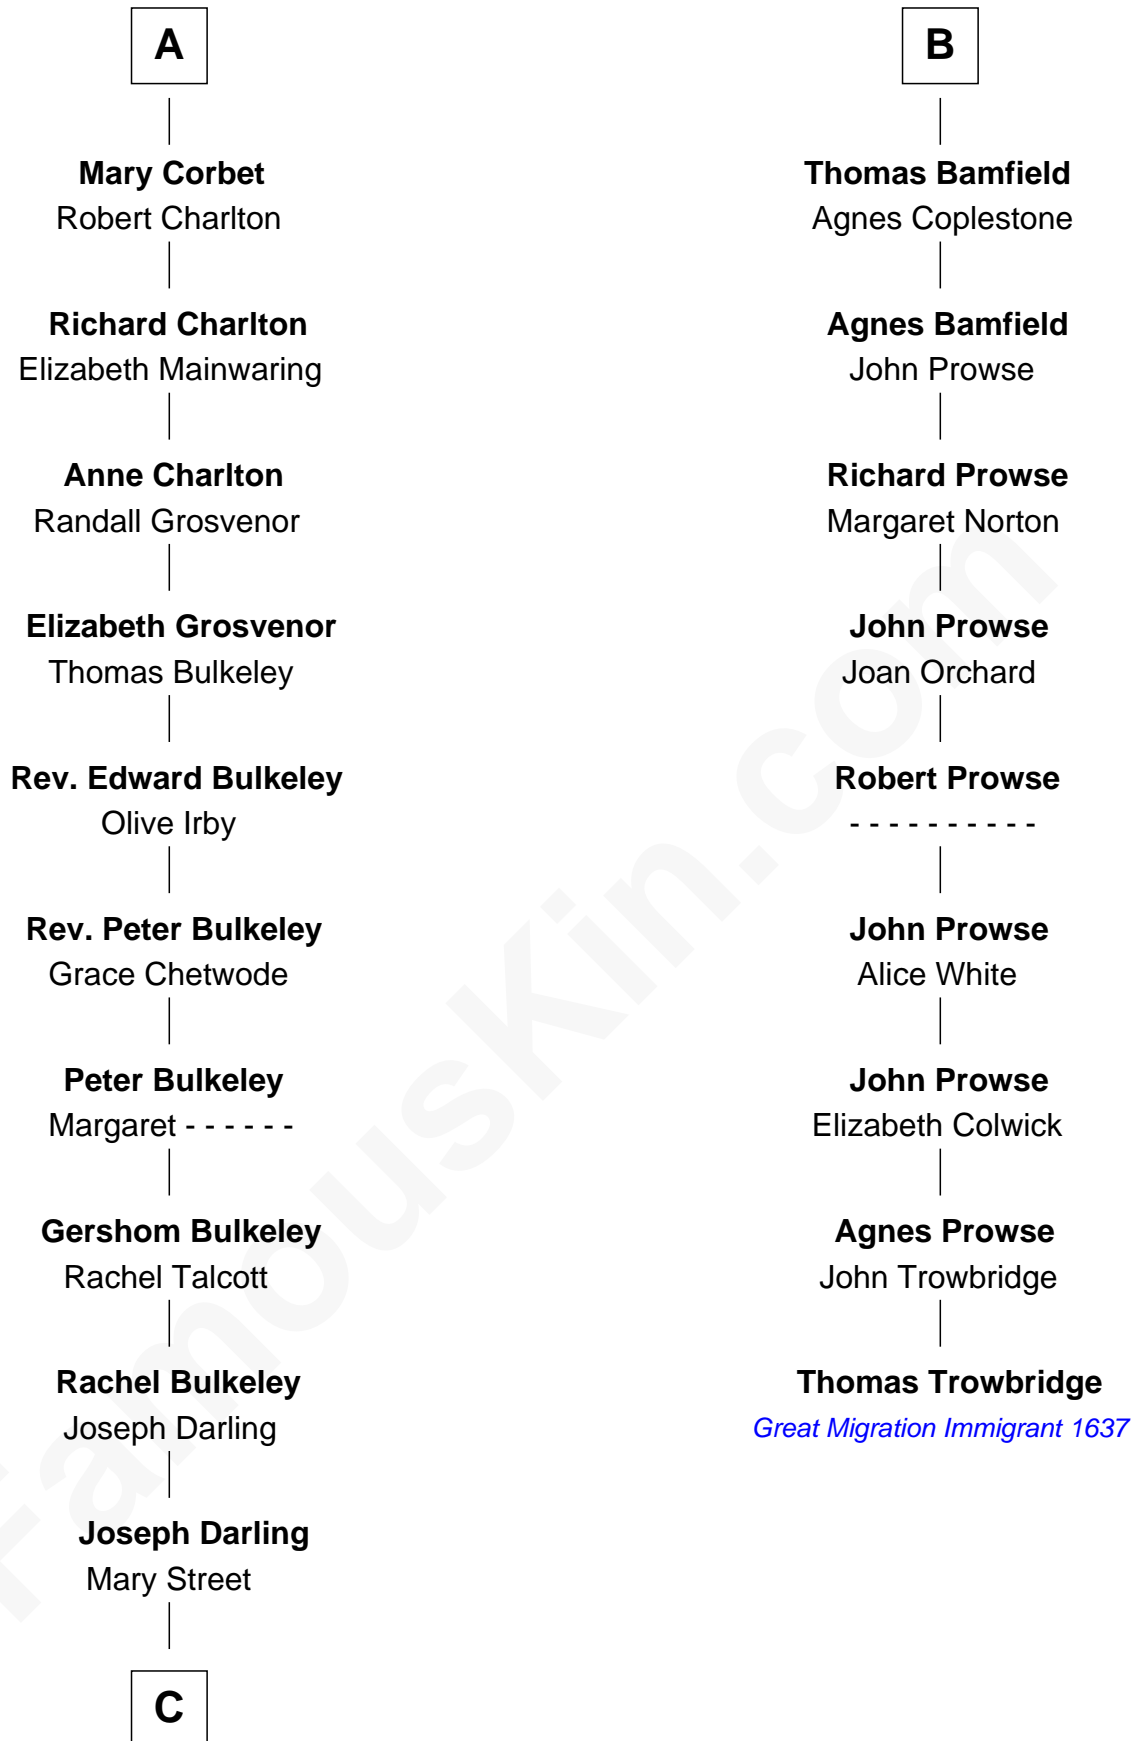 A
Mary Corbet
Robert Charlton
Richard Charlton
Elizabeth Mainwaring
Anne Charlton
Randall Grosvenor
Elizabeth Grosvenor
Thomas Bulkeley
Rev. Edward Bulkeley
Olive Irby
Rev. Peter Bulkeley
Grace Chetwode
Peter Bulkeley
Margaret - - - - - -
Gershom Bulkeley
Rachel Talcott
Rachel Bulkeley
Joseph Darling
Joseph Darling
Mary Street
C
B
Thomas Bamfield
Agnes Coplestone
Agnes Bamfield
John Prowse
Richard Prowse
Margaret Norton
John Prowse
Joan Orchard
Robert Prowse
- - - - - - - - - -
John Prowse
Alice White
John Prowse
Elizabeth Colwick
Agnes Prowse
John Trowbridge
Thomas Trowbridge
Great Migration Immigrant 1637
FamousKin.com